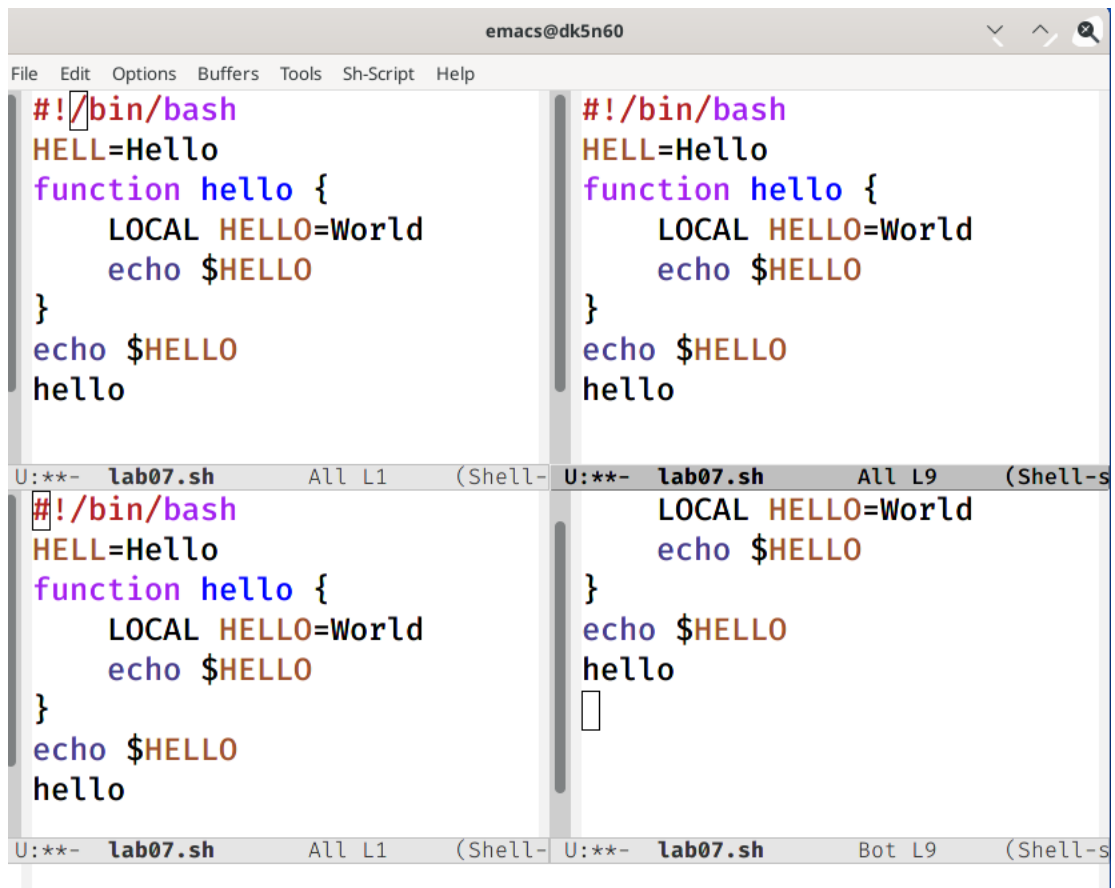 emacs@dk5n60
File Edit Options Buffers Tools Sh-Script Help
#!/bin/bash
HELL=Hello
function hello {
    LOCAL HELLO=World
    echo $HELLO
}
echo $HELLO
hello
U:**-  lab07.sh       All L1     (Shell-
#!/bin/bash
HELL=Hello
function hello {
    LOCAL HELLO=World
    echo $HELLO
}
echo $HELLO
hello
U:**-  lab07.sh       All L9     (Shell-s
#!/bin/bash
HELL=Hello
function hello {
    LOCAL HELLO=World
    echo $HELLO
}
echo $HELLO
hello
U:**-  lab07.sh       All L1     (Shell-
    LOCAL HELLO=World
    echo $HELLO
}
echo $HELLO
hello
U:**-  lab07.sh       Bot L9     (Shell-s